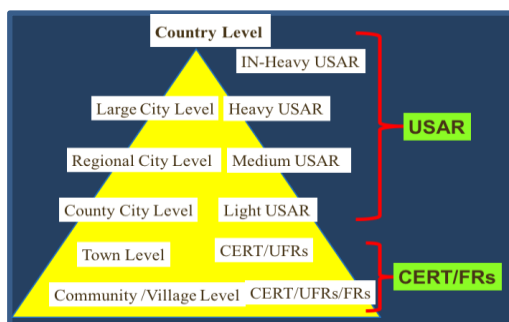 Country Level
IN-Heavy USAR
Large City Level Heavy USAR
USAR
Regional City Level Medium USAR
County City Level Light USAR
Town Level CERT/UFRs
CERT/FRs
Community /Village Level CERT/UFRs/FRs